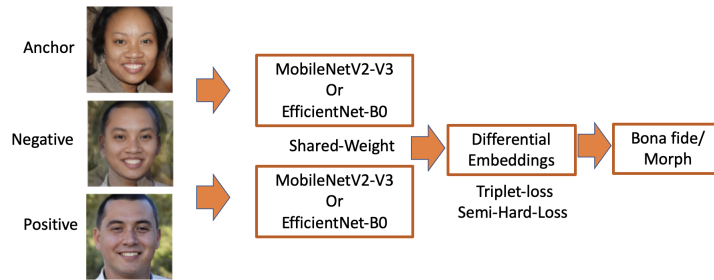 Anchor
Negative
Positive
MobileNetV2-V3
Or
EfficientNet-B0
Shared-Weight
MobileNetV2-V3
Or
EfficientNet-B0
Differential
Embeddings
Triplet-loss
Semi-Hard-Loss
Bona fide/
Morph